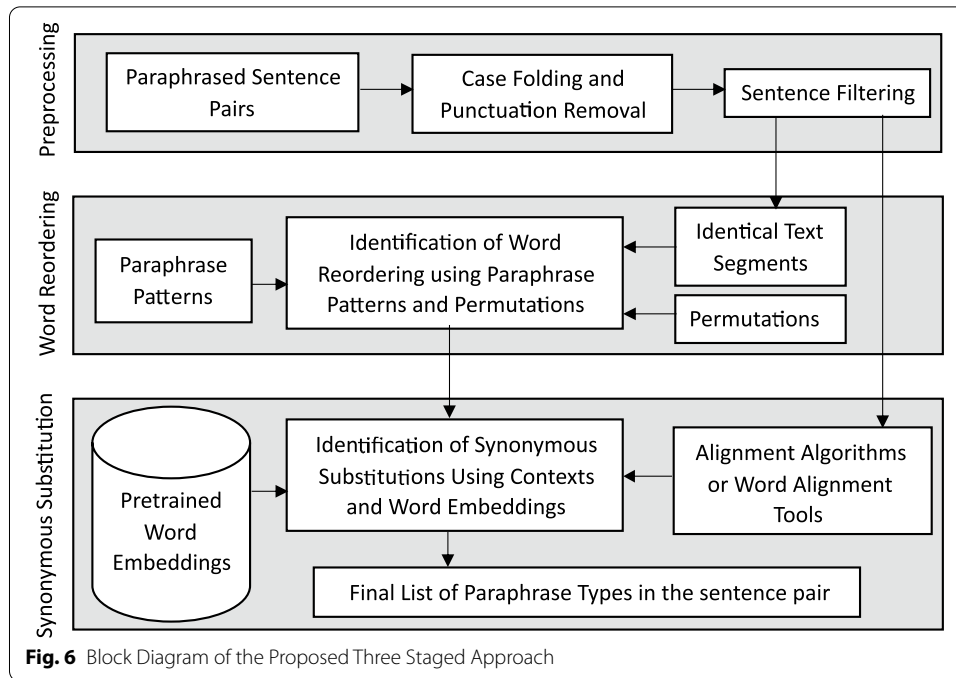 Preprocessing
Paraphrased Sentence
Pairs
Case Folding and
Punctuation Removal
Sentence Filtering
Word Reordering
Paraphrase
Patterns
Identification of Word
Reordering using Paraphrase
Patterns and Permutations
Identical Text
Segments
Permutations
Synonymous Substitution
Pretrained
Word
Embeddings
Identification of Synonymous
Substitutions Using Contexts
and Word Embeddings
Alignment Algorithms
or Word Alignment
Tools
Final List of Paraphrase Types in the sentence pair
Fig. 6 Block Diagram of the Proposed Three Staged Approach